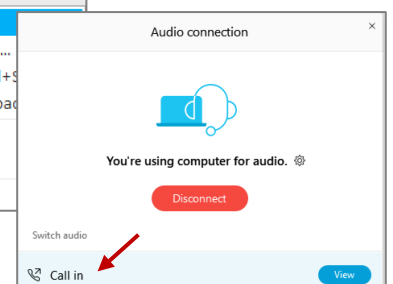 ...
+S
Audio connection
×
You're using computer for audio.
Disconnect
Switch audio
Call in
View